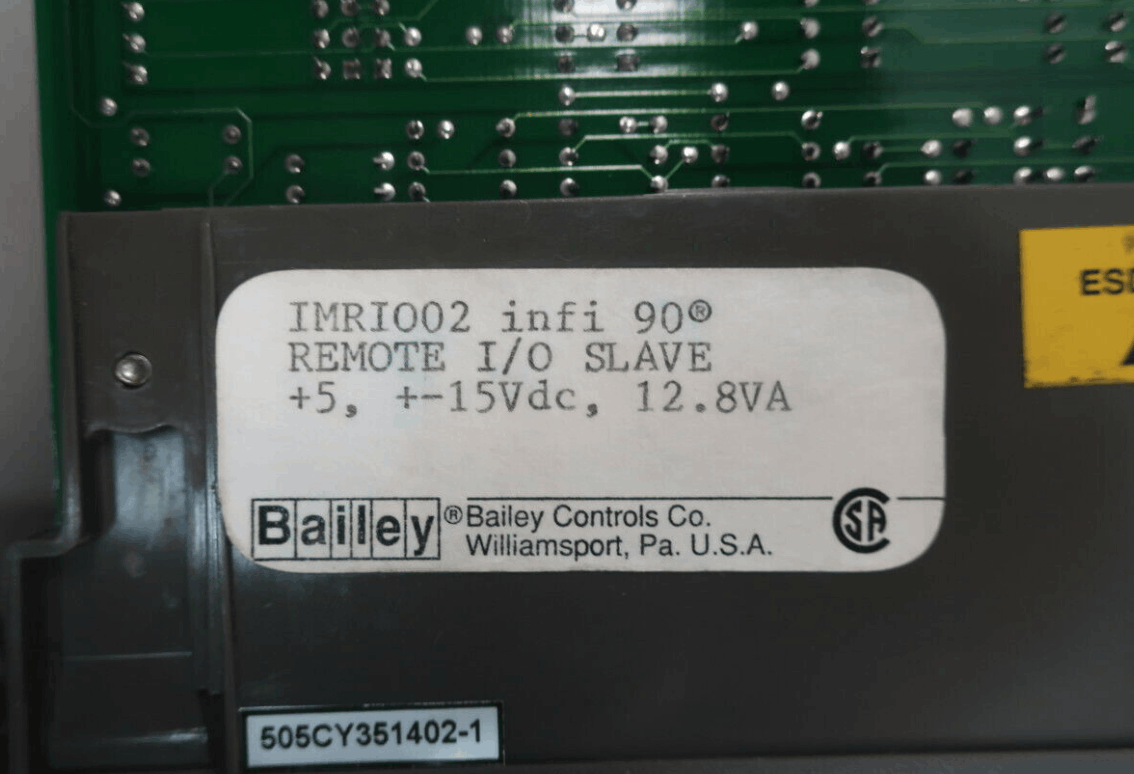 IMRIO02 infi 90®
REMOTE I/O SLAVE
+5, +-15Vdc, 12.8VA
Bailey®
Bailey Controls Co.
Williamsport, Pa. U.S.A.
505CY351402-1